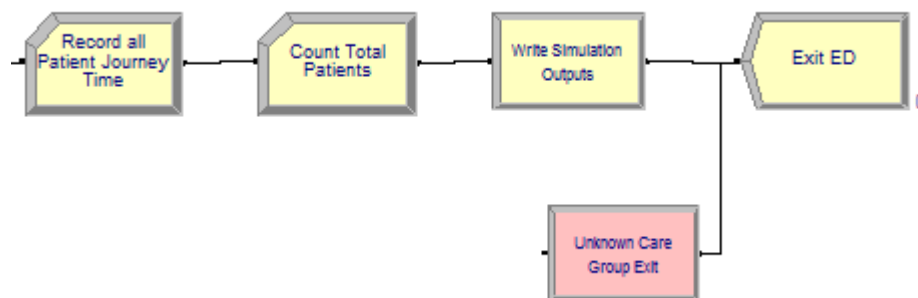 Record all
Patient Journey
Time
Count Total
Patients
Write Simulation
Outputs
Exit ED
Unknown Care
Group Exit